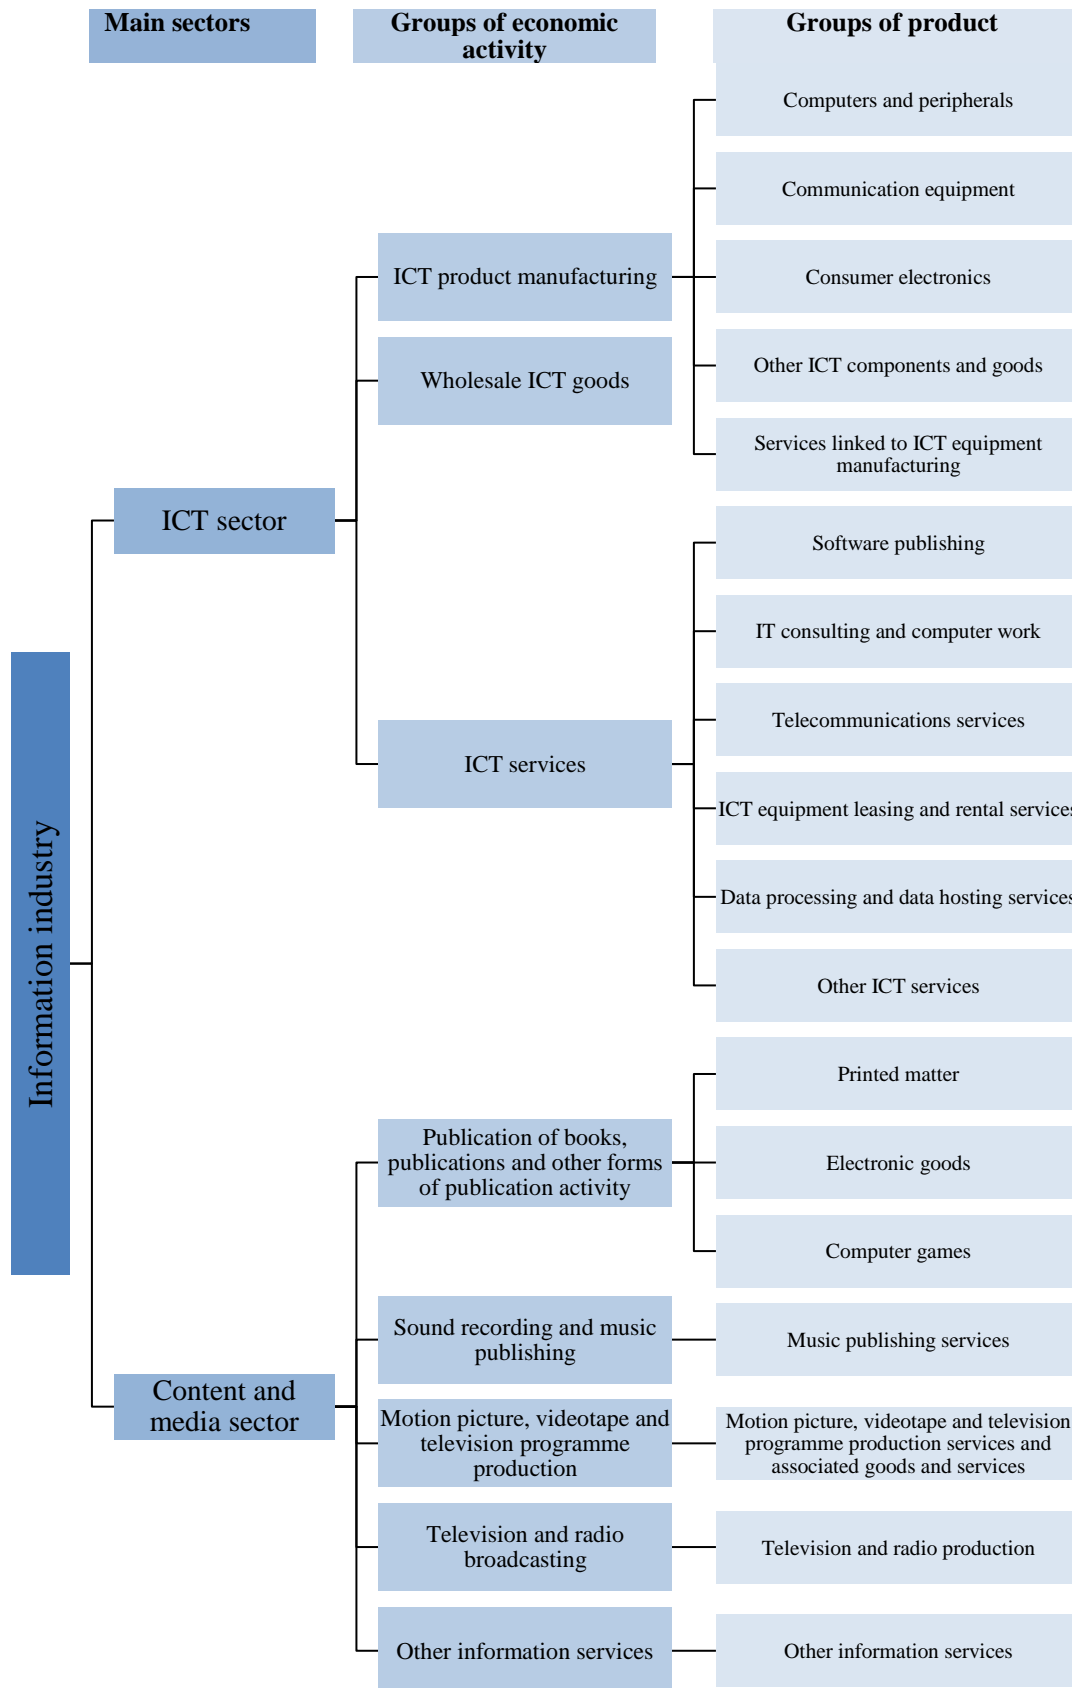 Main sectors
Groups of economic
activity
Groups of product
Information industry
ICT sector
ICT product manufacturing
Computers and peripherals
Communication equipment
Consumer electronics
Other ICT components and goods
Services linked to ICT equipment
manufacturing
Wholesale ICT goods
ICT services
Software publishing
IT consulting and computer work
Telecommunications services
ICT equipment leasing and rental services
Data processing and data hosting services
Other ICT services
Content and
media sector
Publication of books,
publications and other forms
of publication activity
Printed matter
Electronic goods
Computer games
Sound recording and music
publishing
Music publishing services
Motion picture, videotape and
television programme
production
Motion picture, videotape and television
programme production services and
associated goods and services
Television and radio
broadcasting
Television and radio production
Other information services
Other information services